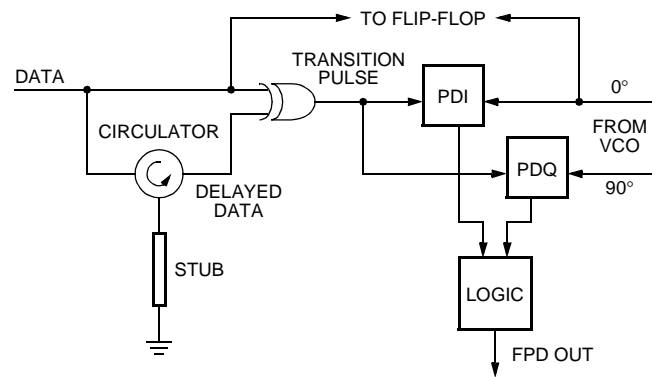 TO FLIP-FLOP
TRANSITION
PULSE
DATA
0°
PDI
FROM
VCO
CIRCULATOR
PDQ
90°
DELAYED
DATA
STUB
LOGIC
FPD OUT